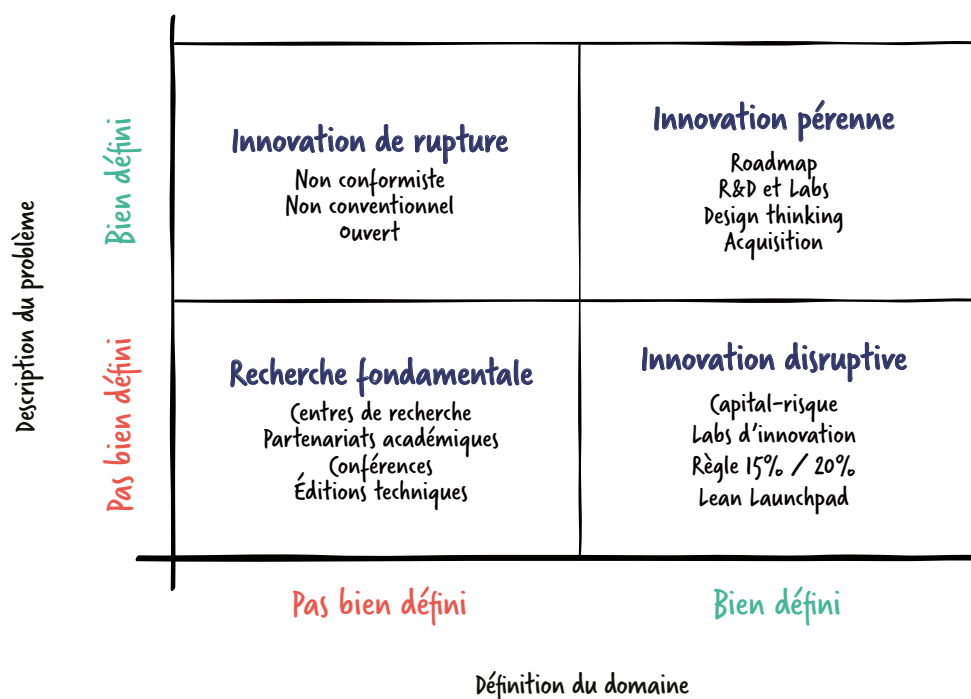 Description du problème
Bien défini
Pas bien défini
Innovation de rupture
Non conformiste
Non conventionnel
Ouvert
Innovation pérenne
Roadmap
R&D et Labs
Design thinking
Acquisition
Recherche fondamentale
Centres de recherche
Partenariats académiques
Conférences
Éditions techniques
Innovation disruptive
Capital-risque
Labs d'innovation
Règle 15% / 20%
Lean Launchpad
Pas bien défini
Bien défini
Définition du domaine